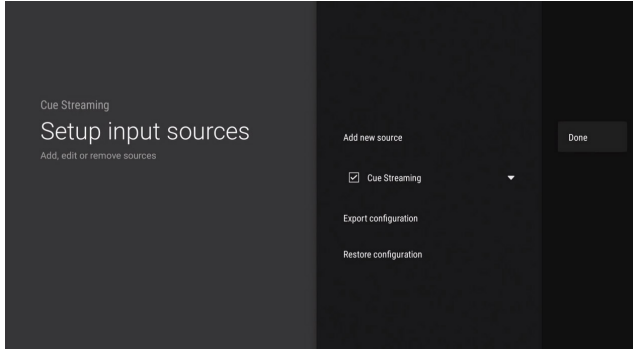 Cue Streaming
Setup input sources
Add, edit or remove sources
Add new source
Cue Streaming
Export configuration
Restore configuration
Done